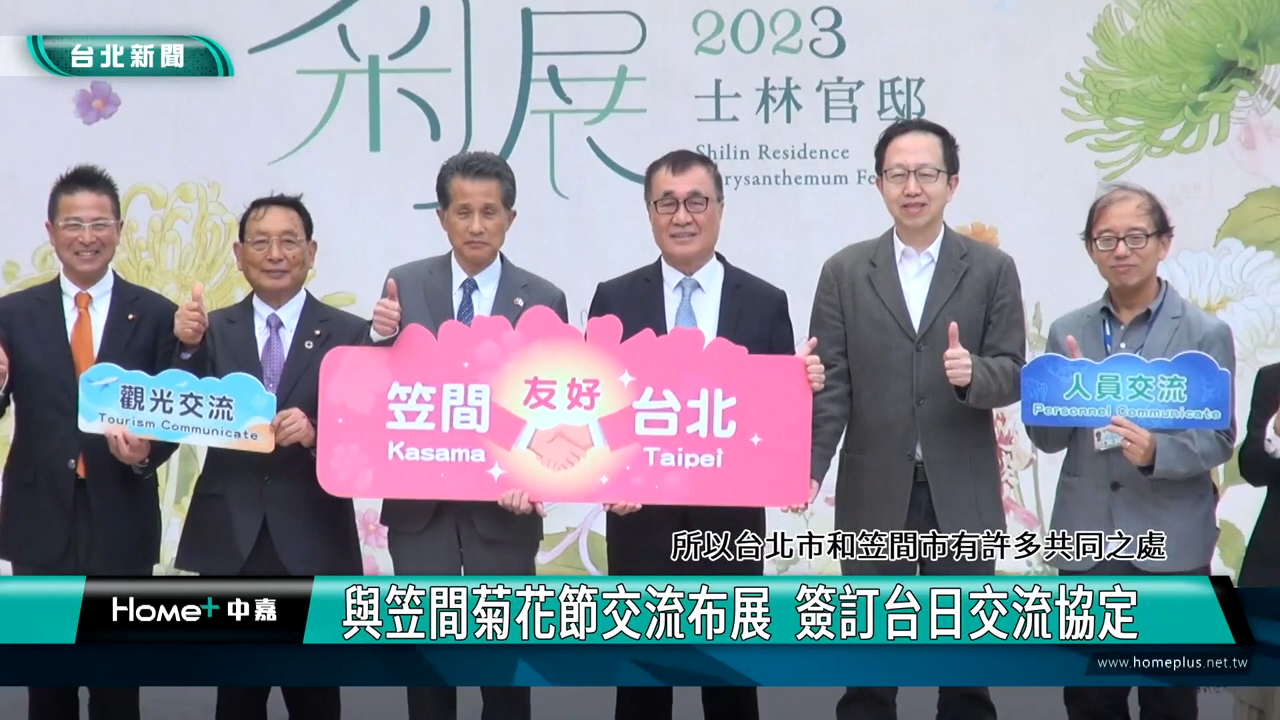 台北新聞
彩展
2023
士林官邸
Shilin Residence
觀光交流
Tourism Communicate
笠間
友好
台北
Kasama
Taipei
人員交流
Personnel Communicate
所以台北市和笠間市有許多共同之處
Home+中嘉
與笠間菊花節交流布展 簽訂台日交流協定
www.homeplus.net.tw